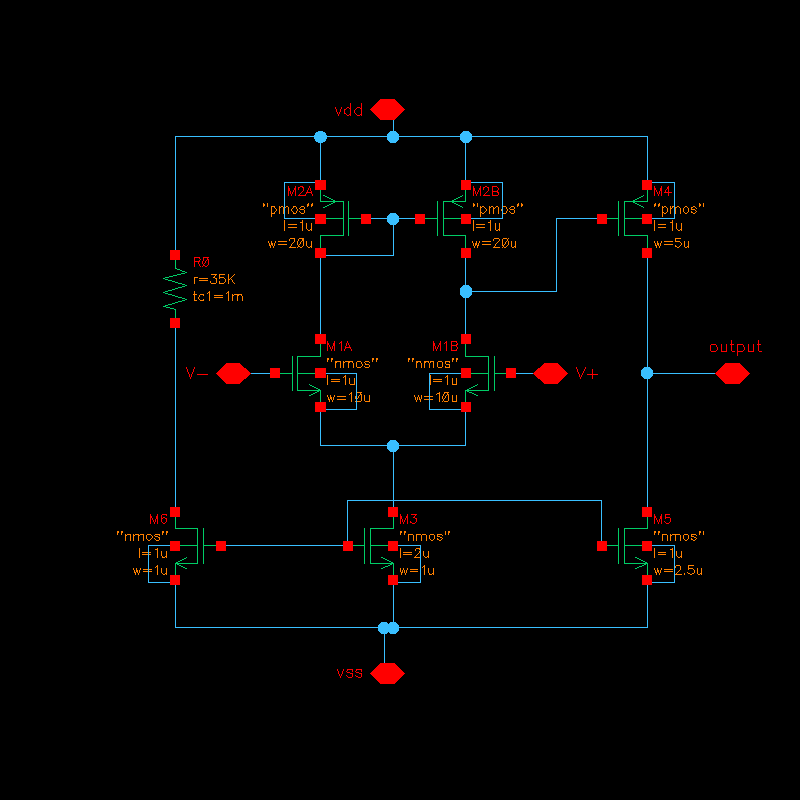 vdd
M2A
"pmos"
l=1u
w=20u
M2B
"pmos"
l=1u
w=20u
M4
"pmos"
l=1u
w=5u
R0
r=35K
tc1=1m
V-
M1A
"nmos"
l=1u
w=10u
M1B
"nmos"
l=1u
w=10u
V+
output
M6
"nmos"
l=1u
w=1u
M3
"nmos"
l=2u
w=1u
M5
"nmos"
l=1u
w=2.5u
vss